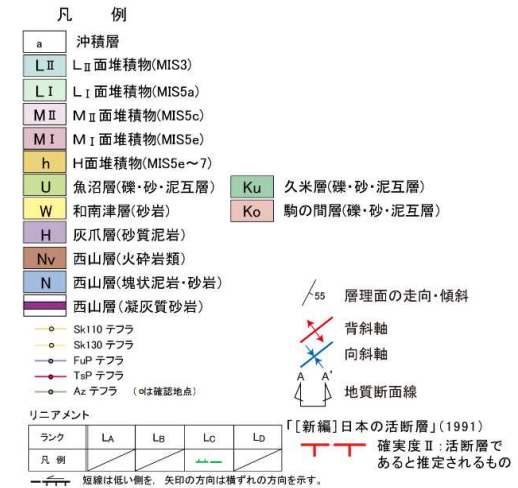 凡 例
a 沖積層
LⅡ LⅡ面堆積物(MIS3)
LⅠ LⅠ面堆積物(MIS5a)
MⅡ MⅡ面堆積物(MIS5c)
MⅠ MⅠ面堆積物(MIS5e)
h H面堆積物(MIS5e～7)
U 魚沼層(礫・砂・泥互層)
W 和南津層(砂岩)
H 灰爪層(砂質泥岩)
Nv 西山層(火砕岩類)
N 西山層(塊状泥岩・砂岩)
西山層(凝灰質砂岩)
Ku 久米層(礫・砂・泥互層)
Ko 駒の間層(礫・砂・泥互層)
Sk110 テフラ
Sk130 テフラ
FuP テフラ
TsP テフラ
Az テフラ (oは確認地点)
55 層理面の走向・傾斜
背斜軸
向斜軸
A A' 地質断面線
リニアメント
ランク LA LB LC LD
凡 例
短線は低い側を, 矢印の方向は横ずれの方向を示す。
「[新編]日本の活断層」(1991)
確実度Ⅱ:活断層で
あると推定されるもの